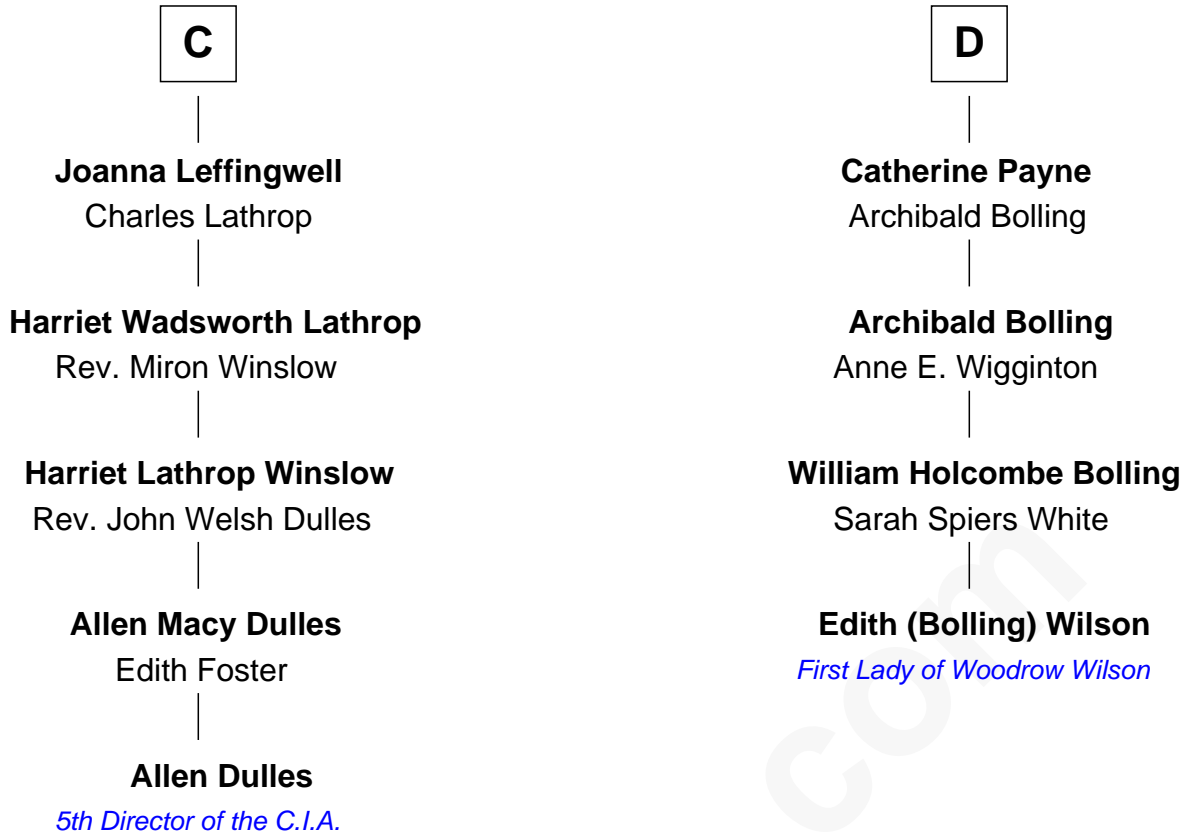 C
Joanna Leffingwell
Charles Lathrop
Harriet Wadsworth Lathrop
Rev. Miron Winslow
Harriet Lathrop Winslow
Rev. John Welsh Dulles
Allen Macy Dulles
Edith Foster
Allen Dulles
5th Director of the C.I.A.
D
Catherine Payne
Archibald Bolling
Archibald Bolling
Anne E. Wigginton
William Holcombe Bolling
Sarah Spiers White
Edith (Bolling) Wilson
First Lady of Woodrow Wilson
com